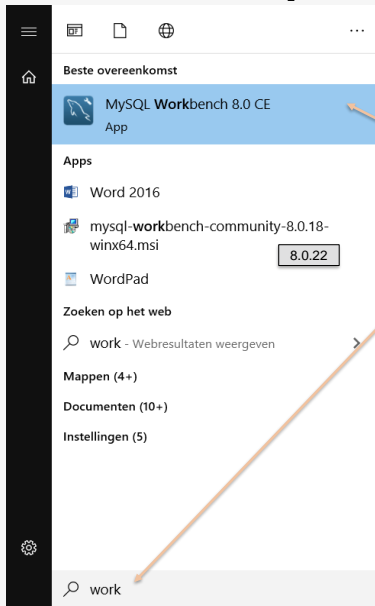 Beste overeenkomst
MySQL Workbench 8.0 CE
App
Apps
Word 2016
mysql-workbench-community-8.0.18-
winx64.msi
8.0.22
WordPad
Zoeken op het web
work - Webresultaten weergeven
Mappen (4+)
Documenten (10+)
Instellingen (5)
work